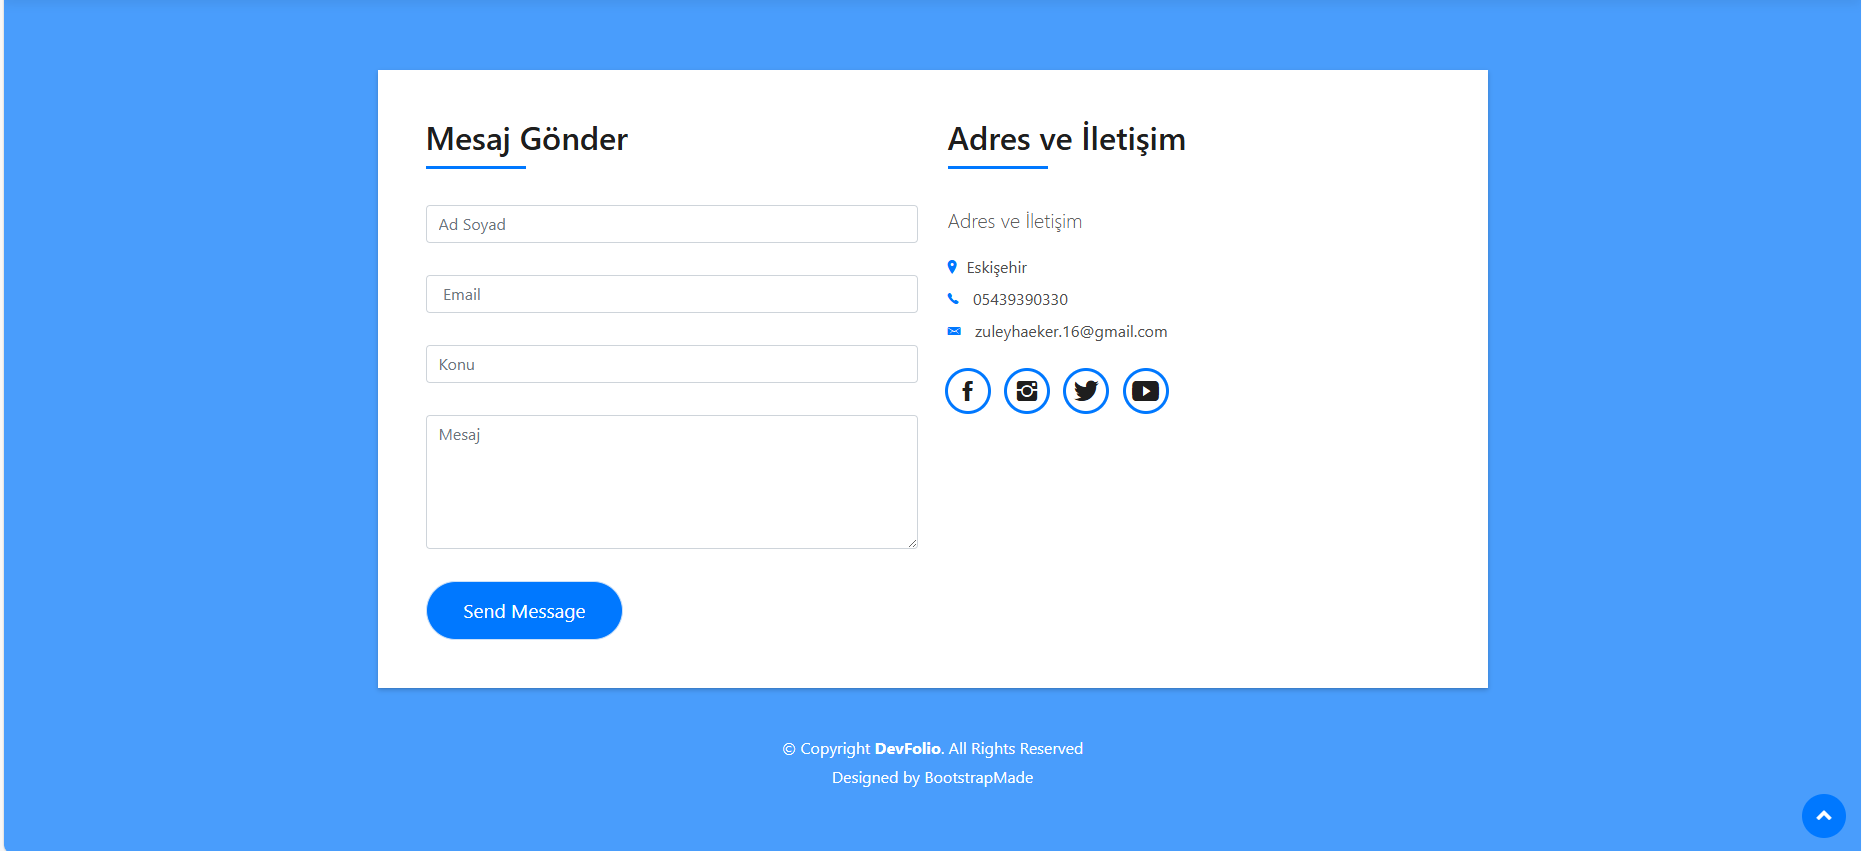 Mesaj Gönder
Ad Soyad
Email
Konu
Mesaj
Send Message
Adres ve İletişim
Adres ve İletişim
Eskişehir
05439390330
zuleyhaeker.16@gmail.com
© Copyright DevFolio. All Rights Reserved
Designed by BootstrapMade